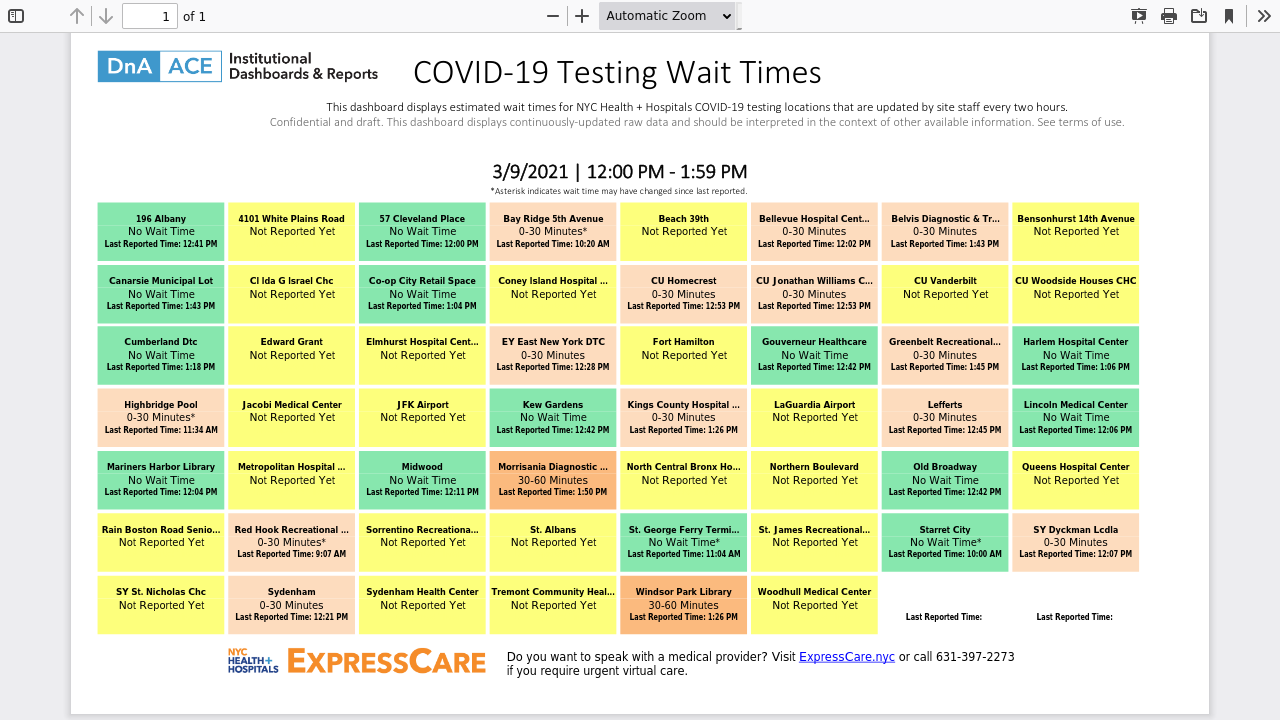 1 of 1 Automatic Zoom
DnA ACE Institutional
Dashboards & Reports
COVID-19 Testing Wait Times
This dashboard displays estimated wait times for NYC Health + Hospitals COVID-19 testing locations that are updated by site staff every two hours.
Confidential and draft. This dashboard displays continuously-updated raw data and should be interpreted in the context of other available information. See terms of use.
3/9/2021 | 12:00 PM - 1:59 PM
*Asterisk indicates wait time may have changed since last reported.
196 Albany
No Wait Time
Last Reported Time: 12:41 PM
4101 White Plains Road
Not Reported Yet
57 Cleveland Place
No Wait Time
Last Reported Time: 12:00 PM
Bay Ridge 5th Avenue
0-30 Minutes*
Last Reported Time: 10:20 AM
Beach 39th
Not Reported Yet
Bellevue Hospital Cent...
0-30 Minutes
Last Reported Time: 12:02 PM
Belvis Diagnostic & Tr...
0-30 Minutes
Last Reported Time: 1:43 PM
Bensonhurst 14th Avenue
Not Reported Yet
Canarsie Municipal Lot
No Wait Time
Last Reported Time: 1:43 PM
CI Ida G Israel Chc
Not Reported Yet
Co-op City Retail Space
No Wait Time
Last Reported Time: 1:04 PM
Coney Island Hospital ...
Not Reported Yet
CU Homecrest
0-30 Minutes
Last Reported Time: 12:53 PM
CU Jonathan Williams C...
0-30 Minutes
Last Reported Time: 12:53 PM
CU Vanderbilt
Not Reported Yet
CU Woodside Houses CHC
Not Reported Yet
Cumberland Dtc
No Wait Time
Last Reported Time: 1:18 PM
Edward Grant
Not Reported Yet
Elmhurst Hospital Cent...
Not Reported Yet
EY East New York DTC
0-30 Minutes
Last Reported Time: 12:28 PM
Fort Hamilton
Not Reported Yet
Gouverneur Healthcare
No Wait Time
Last Reported Time: 12:42 PM
Greenbelt Recreational...
0-30 Minutes
Last Reported Time: 1:45 PM
Harlem Hospital Center
No Wait Time
Last Reported Time: 1:06 PM
Highbridge Pool
0-30 Minutes*
Last Reported Time: 11:34 AM
Jacobi Medical Center
Not Reported Yet
JFK Airport
Not Reported Yet
Kew Gardens
No Wait Time
Last Reported Time: 12:42 PM
Kings County Hospital ...
0-30 Minutes
Last Reported Time: 1:26 PM
LaGuardia Airport
Not Reported Yet
Lefferts
0-30 Minutes
Last Reported Time: 12:45 PM
Lincoln Medical Center
No Wait Time
Last Reported Time: 12:06 PM
Mariners Harbor Library
No Wait Time
Last Reported Time: 12:04 PM
Metropolitan Hospital ...
Not Reported Yet
Midwood
No Wait Time
Last Reported Time: 12:11 PM
Morrisania Diagnostic ...
30-60 Minutes
Last Reported Time: 1:50 PM
North Central Bronx Ho...
Not Reported Yet
Northern Boulevard
Not Reported Yet
Old Broadway
No Wait Time
Last Reported Time: 12:42 PM
Queens Hospital Center
Not Reported Yet
Rain Boston Road Senio...
Not Reported Yet
Red Hook Recreational ...
0-30 Minutes*
Last Reported Time: 9:07 AM
Sorrentino Recreationa...
Not Reported Yet
St. Albans
Not Reported Yet
St. George Ferry Termi...
No Wait Time*
Last Reported Time: 11:04 AM
St. James Recreational...
Not Reported Yet
Starret City
No Wait Time*
Last Reported Time: 10:00 AM
SY Dyckman Lcdla
0-30 Minutes
Last Reported Time: 12:07 PM
SY St. Nicholas Chc
Not Reported Yet
Sydenham
0-30 Minutes
Last Reported Time: 12:21 PM
Sydenham Health Center
Not Reported Yet
Tremont Community Heal...
Not Reported Yet
Windsor Park Library
30-60 Minutes
Last Reported Time: 1:26 PM
Woodhull Medical Center
Not Reported Yet
Last Reported Time:
Last Reported Time:
NYC
HEALTH+
HOSPITALS
EXPRESSCARE
Do you want to speak with a medical provider? Visit ExpressCare.nyc or call 631-397-2273
if you require urgent virtual care.